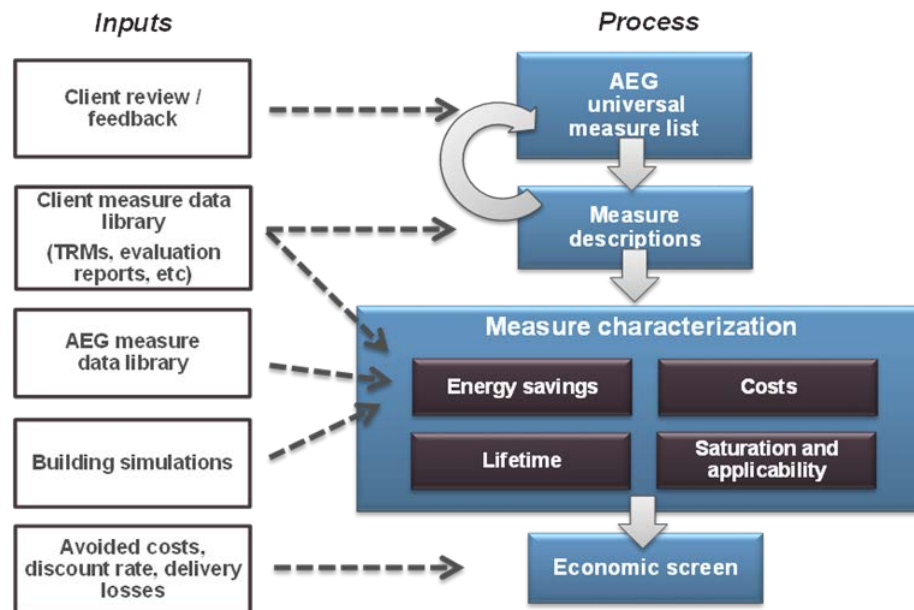 Inputs
Process
Client review /
feedback
AEG
universal
measure list
Client measure data
library
(TRMs, evaluation
reports, etc)
Measure
descriptions
AEG measure
data library
Measure characterization
Energy savings
Costs
Building simulations
Lifetime
Saturation and
applicability
Avoided costs,
discount rate, delivery
losses
Economic screen